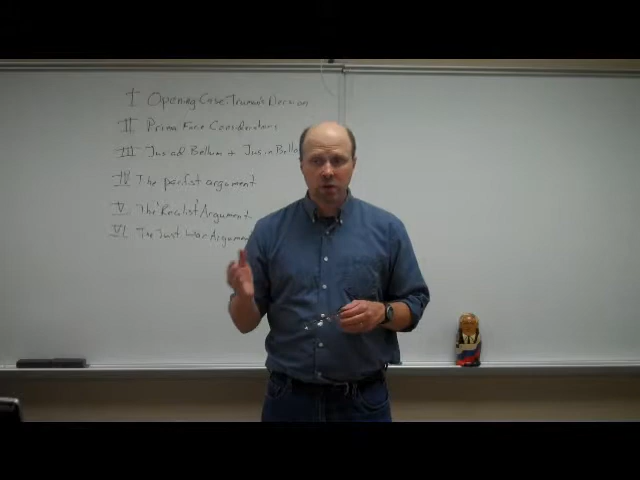 I Opening Case: Truman's Decision
II Prima Facie Considerations
III Jus ad Bellum + Jus in Bello
IV The pacifist argument
V The Realist Argument
VI The Just War Argument